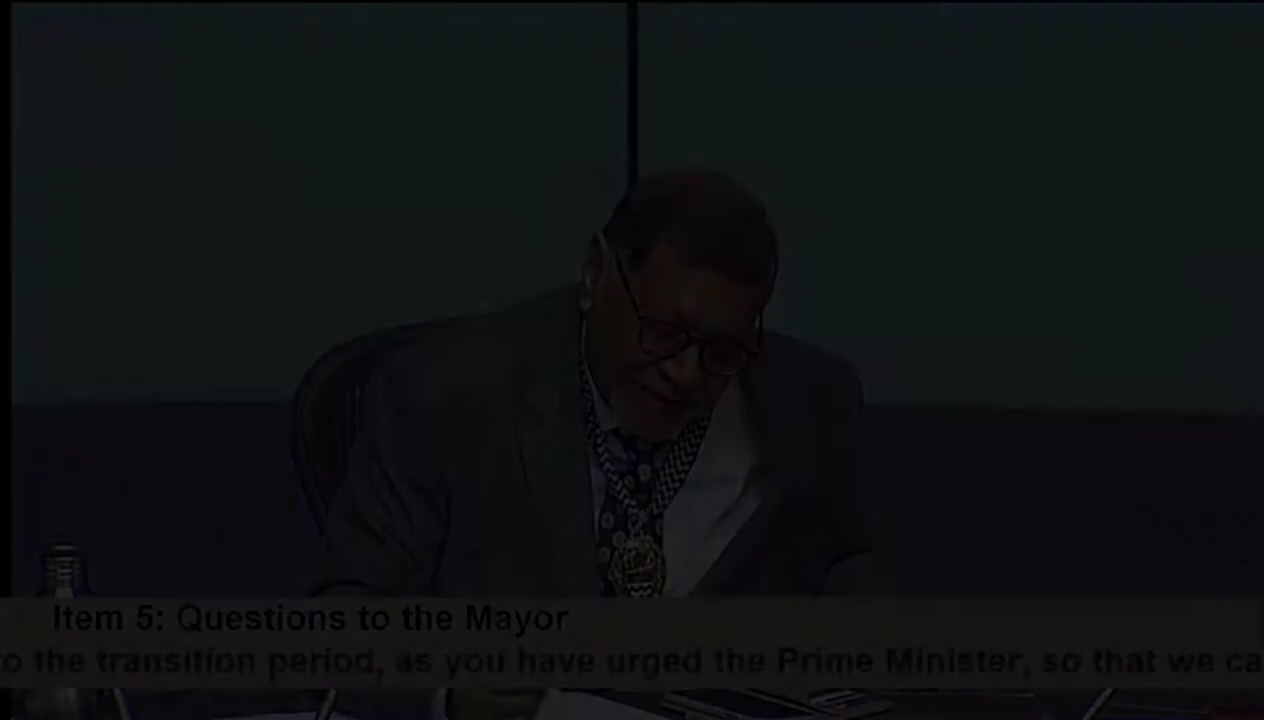 Item 5: Questions to the Mayor
o the transition period, as you have urged the Prime Minister, so that we ca